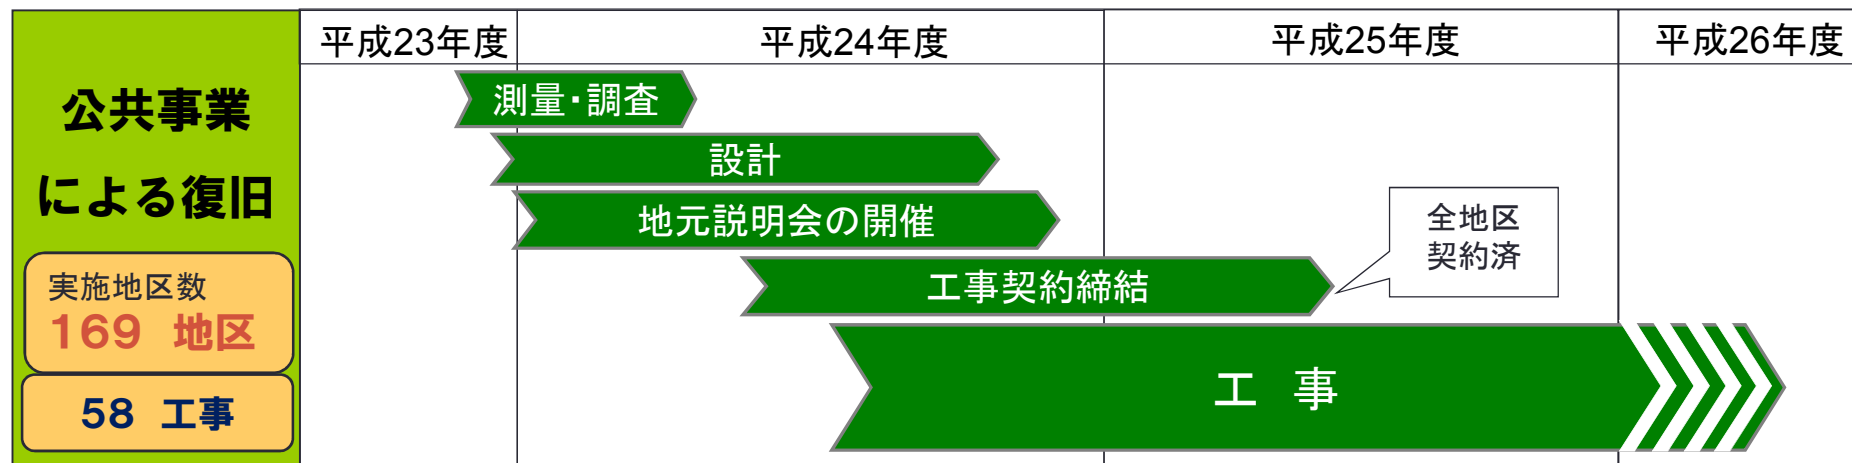 公共事業
による復旧
実施地区数
169 地区
58 工事
平成23年度
平成24年度
平成25年度
平成26年度
測量・調査
設計
地元説明会の開催
工事契約締結
全地区
契約済
工 事